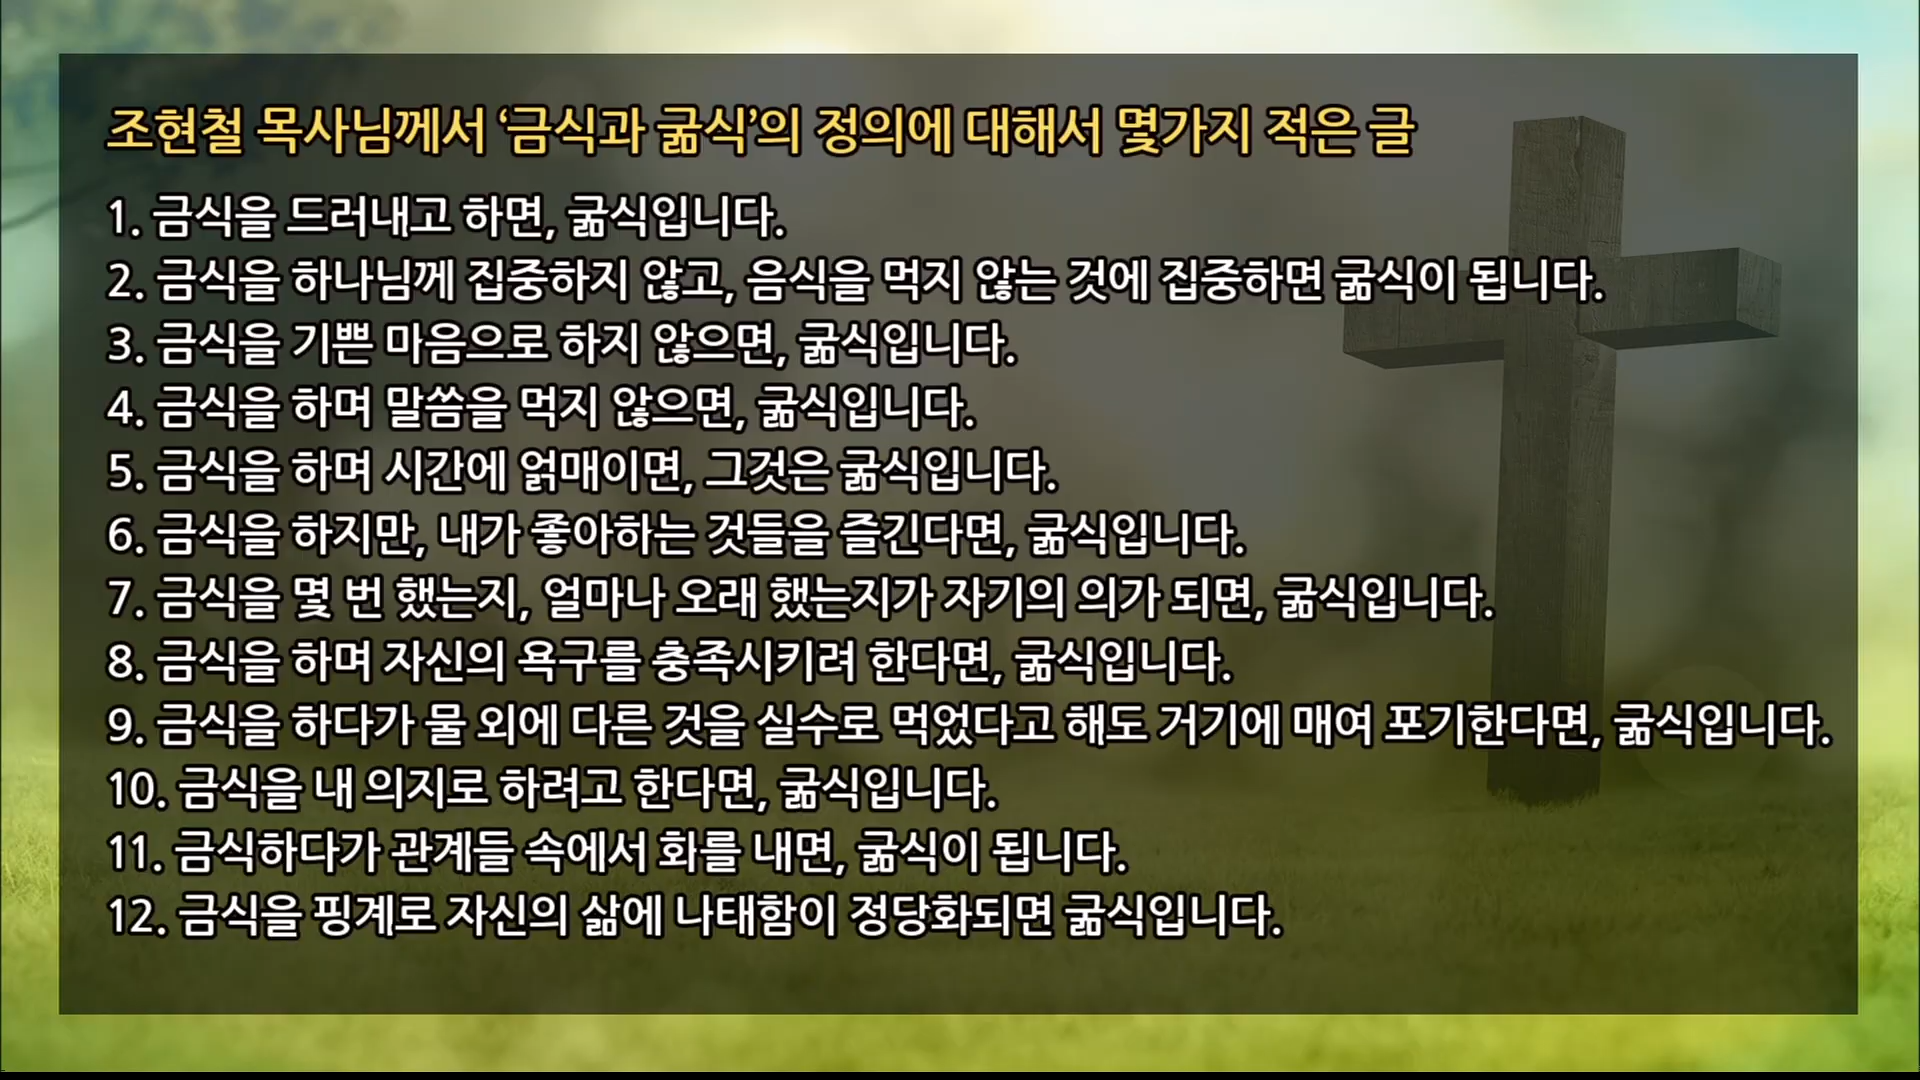 조현철 목사님께서 ‘금식과 굶식’의 정의에 대해서 몇가지 적은 글
1. 금식을 드러내고 하면, 굶식입니다.
2. 금식을 하나님께 집중하지 않고, 음식을 먹지 않는 것에 집중하면 굶식이 됩니다.
3. 금식을 기쁜 마음으로 하지 않으면, 굶식입니다.
4. 금식을 하며 말씀을 먹지 않으면, 굶식입니다.
5. 금식을 하며 시간에 얽매이면, 그것은 굶식입니다.
6. 금식을 하지만, 내가 좋아하는 것들을 즐긴다면, 굶식입니다.
7. 금식을 몇 번 했는지, 얼마나 오래 했는지가 자기의 의가 되면, 굶식입니다.
8. 금식을 하며 자신의 욕구를 충족시키려 한다면, 굶식입니다.
9. 금식을 하다가 물 외에 다른 것을 실수로 먹었다고 해도 거기에 매여 포기한다면, 굶식입니다.
10. 금식을 내 의지로 하려고 한다면, 굶식입니다.
11. 금식하다가 관계들 속에서 화를 내면, 굶식이 됩니다.
12. 금식을 핑계로 자신의 삶에 나태함이 정당화되면 굶식입니다.